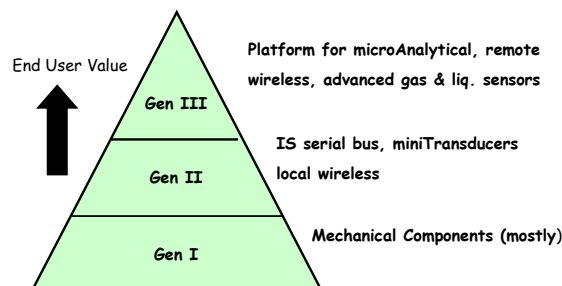 Platform for microAnalytical, remote
wireless, advanced gas & liq. sensors
End User Value
Gen III
IS serial bus, miniTransducers
local wireless
Gen II
Mechanical Components (mostly)
Gen I